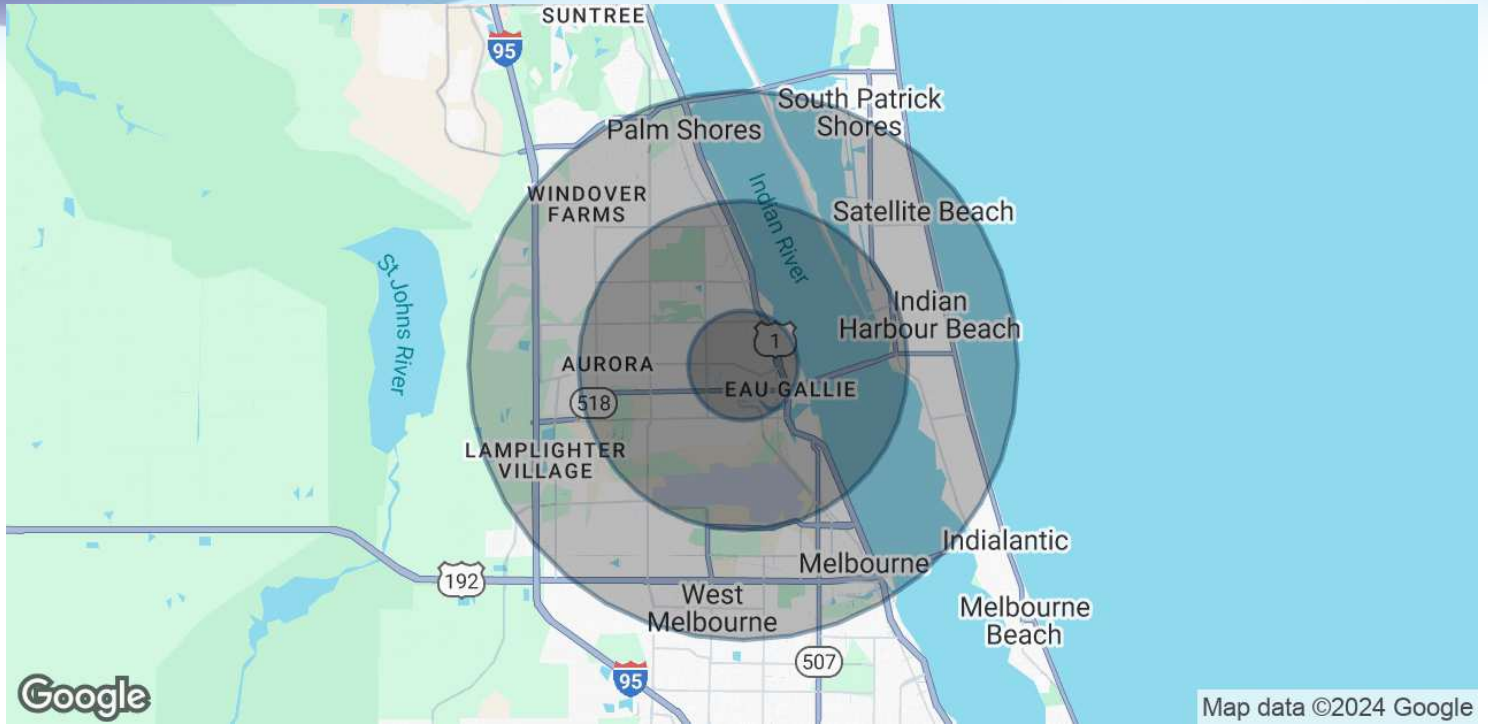 SUNTREE
95
South Patrick
Shores
Palm Shores
WINDOVER
FARMS
Indian River
Satellite Beach
St Johns River
Indian
Harbour Beach
1
AURORA
EAU GALLIE
518
LAMPLIGHTER
VILLAGE
Indialantic
Melbourne
192
West
Melbourne
Melbourne
Beach
507
95
Google
Map data ©2024 Google